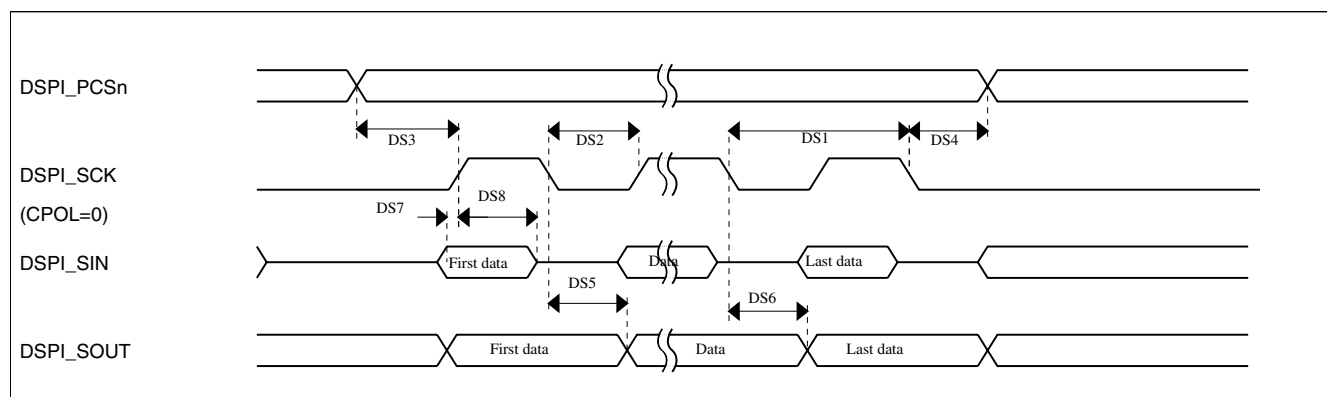 DSPI_PCSn
DS3
DS2
DS1
DS4
DSPI_SCK
(CPOL=0)
DS7
DS8
DSPI_SIN
First data
Data
Last data
DS5
DS6
DSPI_SOUT
First data
Data
Last data